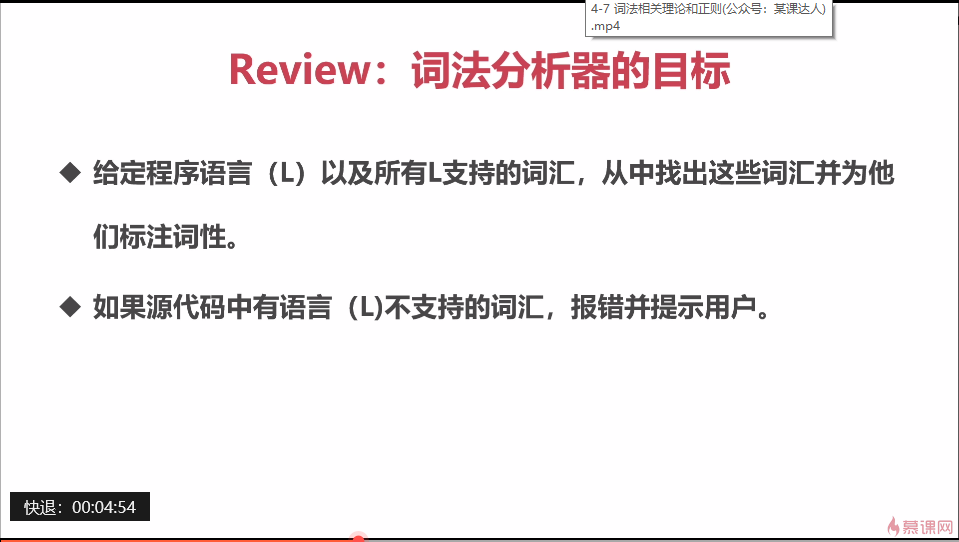 4-7 词法相关理论和正则(公众号：某课达人)
.mp4
Review：词法分析器的目标
◆ 给定程序语言（L）以及所有L支持的词汇，从中找出这些词汇并为他
们标注词性。
◆ 如果源代码中有语言（L)不支持的词汇，报错并提示用户。
快退：00:04:54
慕课网